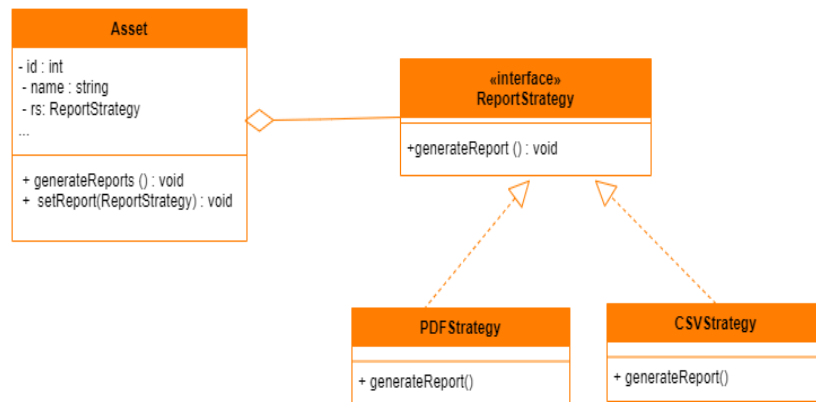 Asset
- id : int
- name : string
- rs: ReportStrategy
...
+ generateReports () : void
+ setReport(ReportStrategy) : void
«interface»
ReportStrategy
+generateReport () : void
PDFStrategy
+ generateReport()
CSVStrategy
+ generateReport()